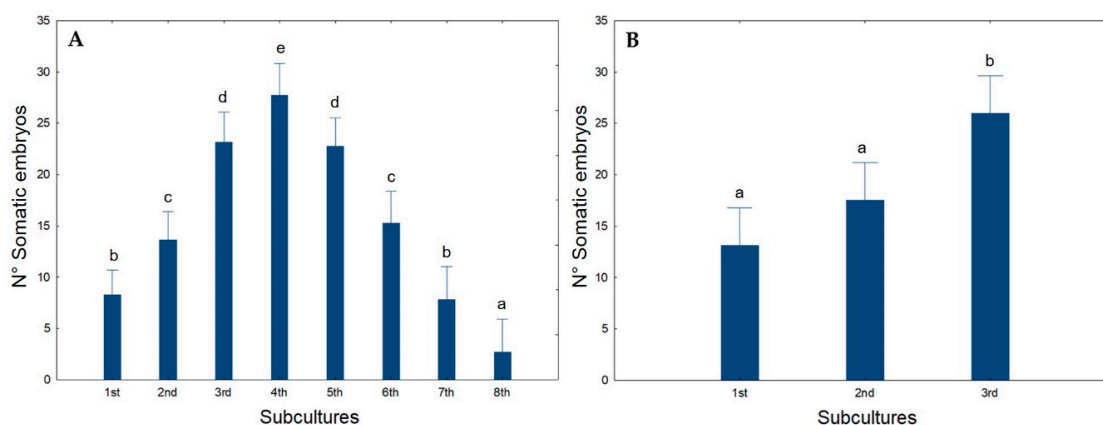 A
N° Somatic embryos
35
30
25
20
15
10
5
0
b
c
d
e
d
c
b
a
1st 2nd 3rd 4th 5th 6th 7th 8th
Subcultures
B
N° Somatic embryos
35
30
25
20
15
10
5
0
a
a
b
1st 2nd 3rd
Subcultures